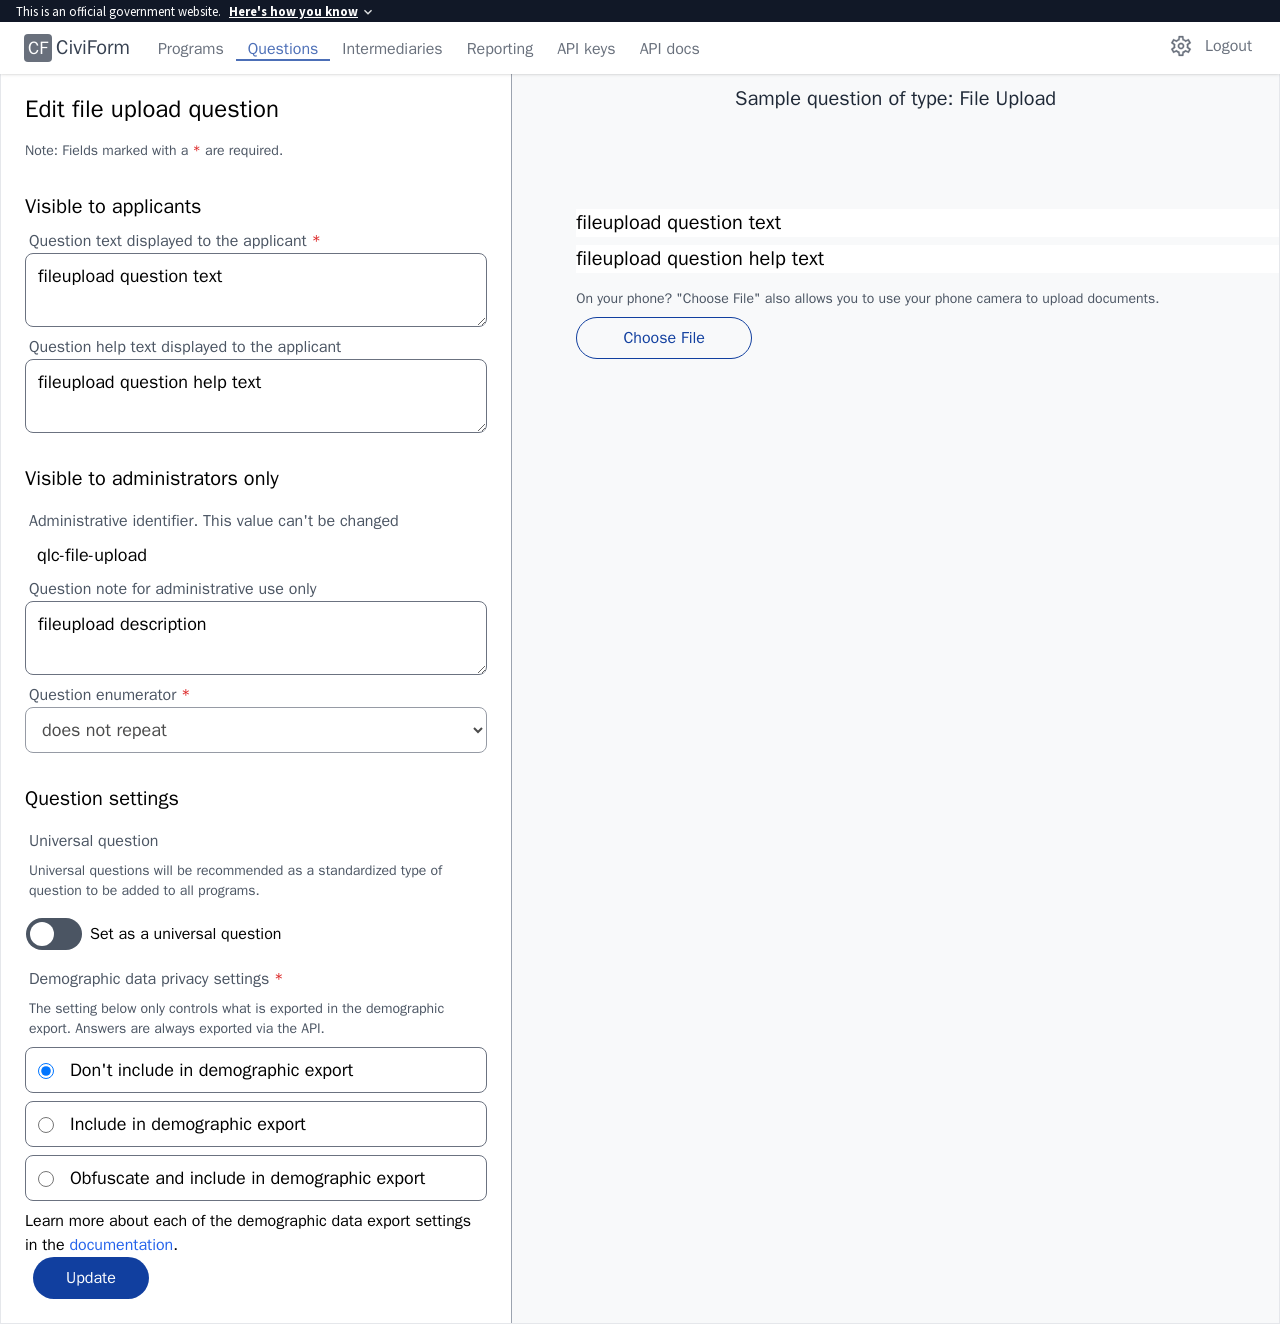 This is an official government website. Here's how you know
CF CiviForm Programs Questions Intermediaries Reporting API keys API docs Logout
Edit file upload question
Note: Fields marked with a * are required.
Visible to applicants
Question text displayed to the applicant *
fileupload question text
Question help text displayed to the applicant
fileupload question help text
Visible to administrators only
Administrative identifier. This value can't be changed
qlc-file-upload
Question note for administrative use only
fileupload description
Question enumerator *
does not repeat
Question settings
Universal question
Universal questions will be recommended as a standardized type of
question to be added to all programs.
Set as a universal question
Demographic data privacy settings *
The setting below only controls what is exported in the demographic
export. Answers are always exported via the API.
Don't include in demographic export
Include in demographic export
Obfuscate and include in demographic export
Learn more about each of the demographic data export settings
in the documentation.
Update
Sample question of type: File Upload
fileupload question text
fileupload question help text
On your phone? "Choose File" also allows you to use your phone camera to upload documents.
Choose File